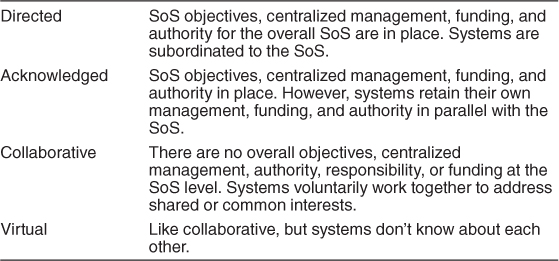 Directed SoS objectives, centralized management, funding, and
authority for the overall SoS are in place. Systems are
subordinated to the SoS.
Acknowledged SoS objectives, centralized management, funding, and
authority in place. However, systems retain their own
management, funding, and authority in parallel with the
SoS.
Collaborative There are no overall objectives, centralized
management, authority, responsibility, or funding at the
SoS level. Systems voluntarily work together to address
shared or common interests.
Virtual Like collaborative, but systems don’t know about each
other.